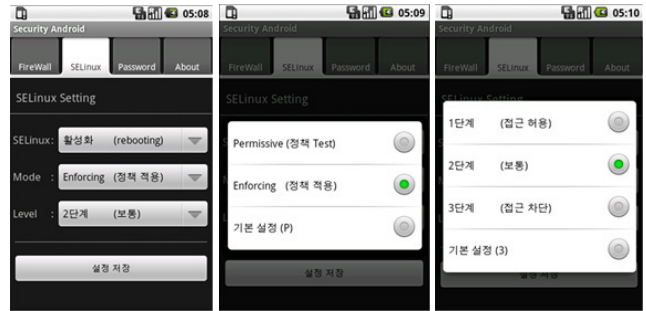 05:08
Security Android
FireWall SELinux Password About
SELinux Setting
SELinux: 활성화 (rebooting)
Mode : Enforcing (정책 적용)
Level : 2단계 (보통)
설정 저장
05:09
Security Android
FireWall SELinux Password About
SELinux Setting
Permissive (정책 Test)
Enforcing (정책 적용)
기본 설정 (P)
설정 저장
05:10
Security Android
FireWall SELinux Password About
SELinux Setting
1단계 (접근 허용)
2단계 (보통)
3단계 (접근 차단)
기본 설정 (3)
설정 저장